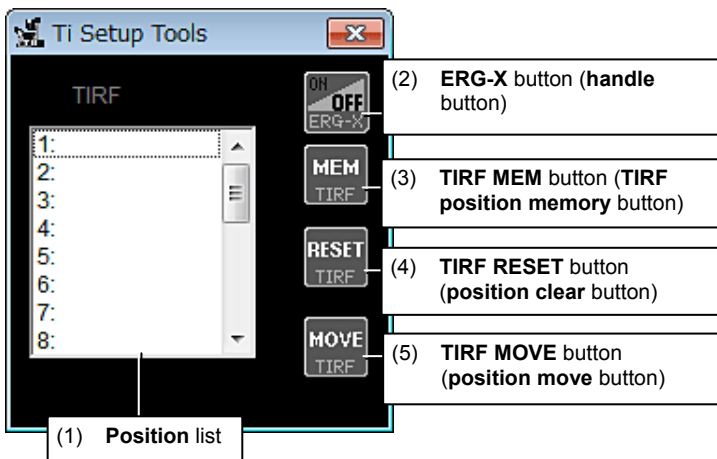 Ti Setup Tools
TIRF
1:
2:
3:
4:
5:
6:
7:
8:
ON
OFF
ERG-X
MEM
TIRF
RESET
TIRF
MOVE
TIRF
(1) Position list
(2) ERG-X button (handle
button)
(3) TIRF MEM button (TIRF
position memory button)
(4) TIRF RESET button
(position clear button)
(5) TIRF MOVE button
(position move button)